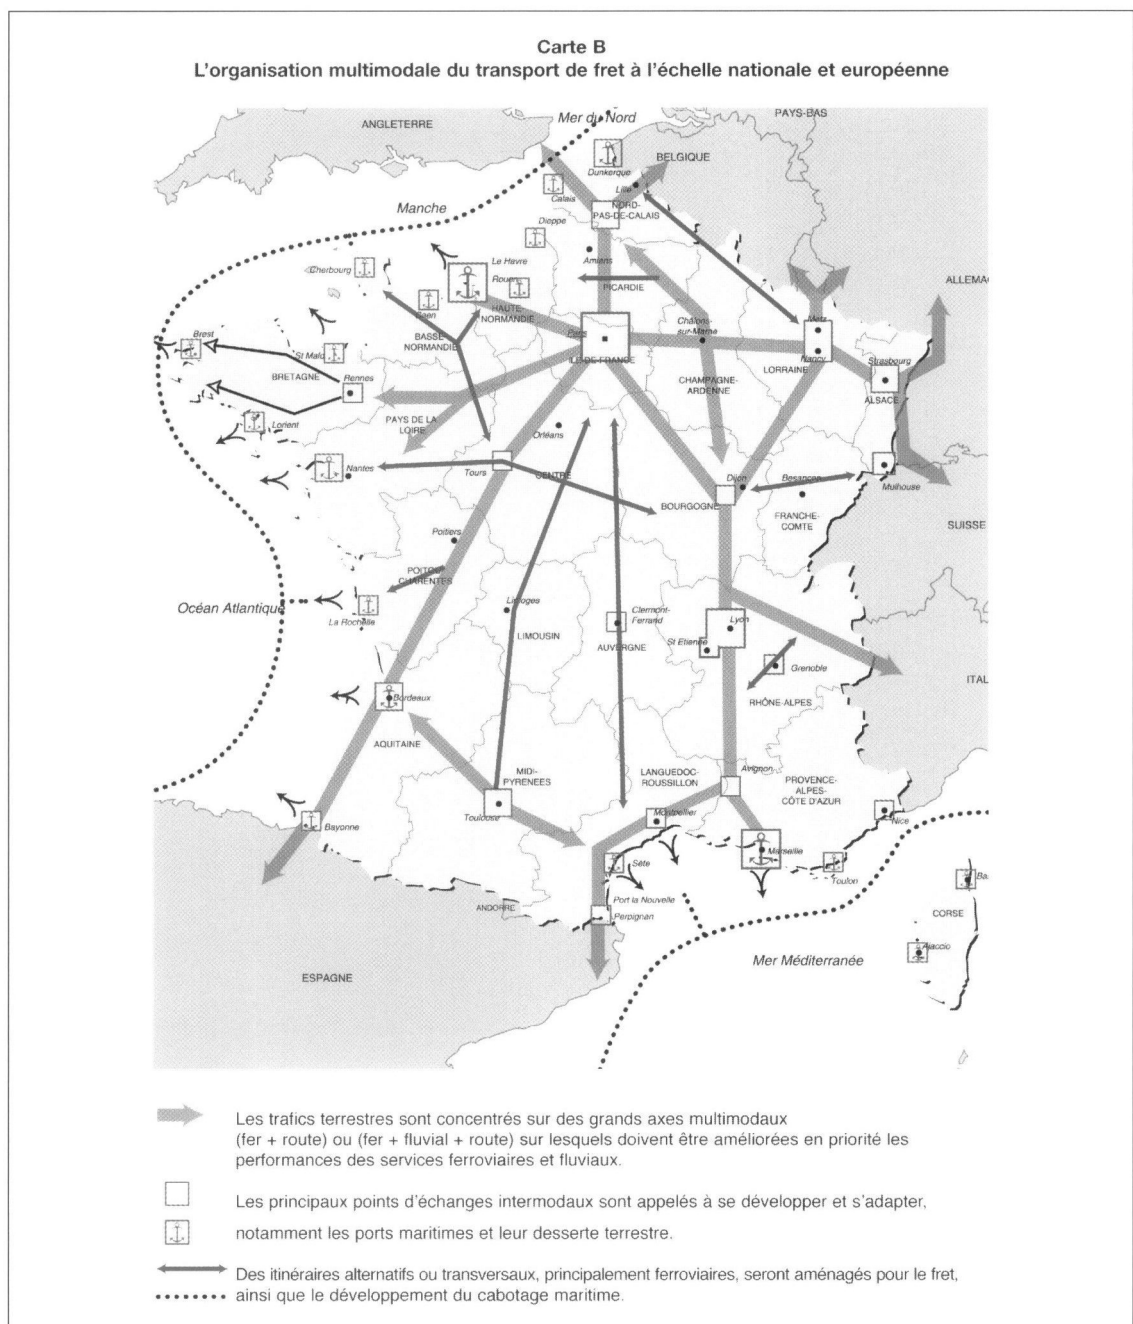 Carte B
L'organisation multimodale du transport de fret à l'échelle nationale et européenne
ANGLETERRE
Mer du Nord
PAYS-BAS
BELGIQUE
Dunkerque
Lille
Calais
NORD-
PAS-DE-CALAIS
Manche
Dieppe
Amiens
Cherbourg
Le Havre
Rouen
PICARDIE
ALLEMA
Caen
HAUTE-
NORMANDIE
Paris
Châlons-
sur-Marne
Metz
Brest
St Malo
BASSE-
NORMANDIE
ILE-DE-FRANCE
Nancy
Strasbourg
BRETAGNE
Rennes
LORRAINE
CHAMPAGNE-
ARDENNE
ALSACE
Lorient
PAYS DE LA
LOIRE
Orléans
Nantes
Tours
CENTRE
Dijon
Besançon
Mulhouse
BOURGOGNE
FRANCHE-
COMTE
SUISSE
Poitiers
POITOU
CHARENTES
Océan Atlantique
La Rochelle
Limoges
LIMOUSIN
Clermont-
Ferrand
AUVERGNE
St Etienne
Lyon
Grenoble
ITAL
RHÔNE-ALPES
Bordeaux
AQUITAINE
MIDI-
PYRENEES
LANGUEDOC-
ROUSSILLON
Avignon
PROVENCE-
ALPES-
CÔTE D'AZUR
Toulouse
Montpellier
Nice
Bayonne
Marseille
Sète
Toulon
Ba
Port la Nouvelle
ANDORRE
Perpignan
CORSE
Ajaccio
Mer Méditerranée
ESPAGNE
Les trafics terrestres sont concentrés sur des grands axes multimodaux
(fer + route) ou (fer + fluvial + route) sur lesquels doivent être améliorées en priorité les
performances des services ferroviaires et fluviaux.
Les principaux points d'échanges intermodaux sont appelés à se développer et s'adapter,
notamment les ports maritimes et leur desserte terrestre.
Des itinéraires alternatifs ou transversaux, principalement ferroviaires, seront aménagés pour le fret,
ainsi que le développement du cabotage maritime.